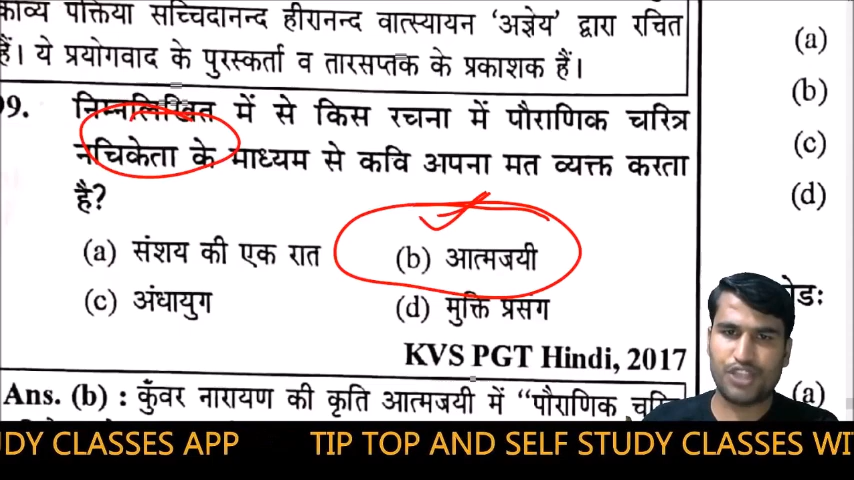 काव्य पंक्तिया सच्चिदानन्द हीरानन्द वात्स्यायन ‘अज्ञेय’ द्वारा रचित
हैं। ये प्रयोगवाद के पुरस्कर्ता व तारसप्तक के प्रकाशक हैं।
99. निम्नलिखित में से किस रचना में पौराणिक चरित्र
नचिकेता के माध्यम से कवि अपना मत व्यक्त करता
है?
(a) संशय की एक रात (b) आत्मजयी
(c) अंधायुग (d) मुक्ति प्रसंग
KVS PGT Hindi, 2017
Ans. (b) : कुँवर नारायण की कृति आत्मजयी में “पौराणिक
(a)
(b)
(c)
(d)
कोडः
(a)
UDY CLASSES APP TIP TOP AND SELF STUDY CLASSES WI